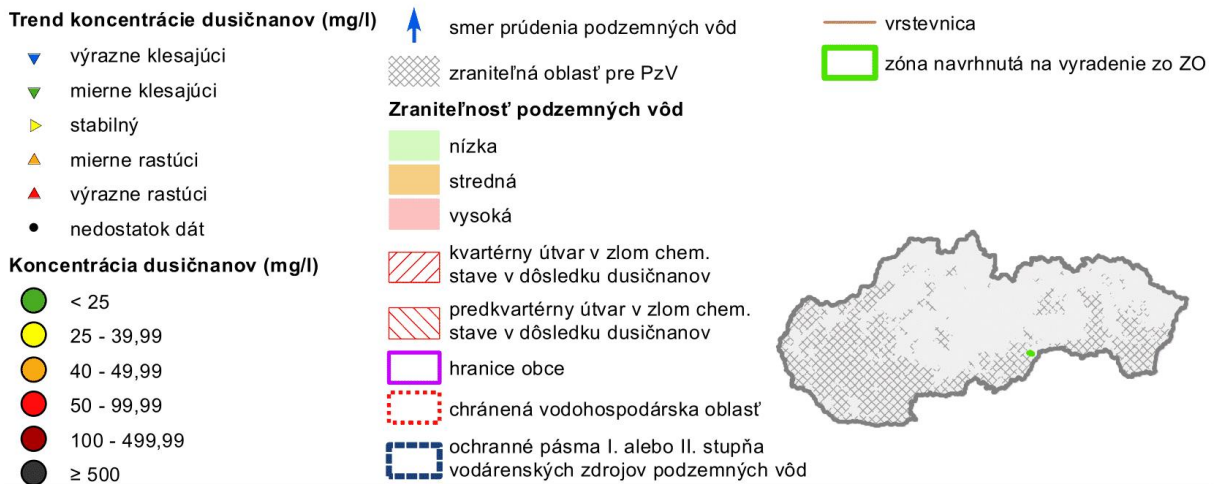 Trend koncentrácie dusičnanov (mg/l)
výrazne klesajúci
mierne klesajúci
stabilný
mierne rastúci
výrazne rastúci
nedostatok dát
Koncentrácia dusičnanov (mg/l)
< 25
25 - 39,99
40 - 49,99
50 - 99,99
100 - 499,99
≥ 500
smer prúdenia podzemných vôd
zraniteľná oblasť pre PzV
Zraniteľnosť podzemných vôd
nízka
stredná
vysoká
kvartérny útvar v zlom chem.
stave v dôsledku dusičnanov
predkvartérny útvar v zlom chem.
stave v dôsledku dusičnanov
hranice obce
chránená vodohospodárska oblasť
ochranné pásma I. alebo II. stupňa
vodárenských zdrojov podzemných vôd
vrstevnica
zóna navrhnutá na vyradenie zo ZO